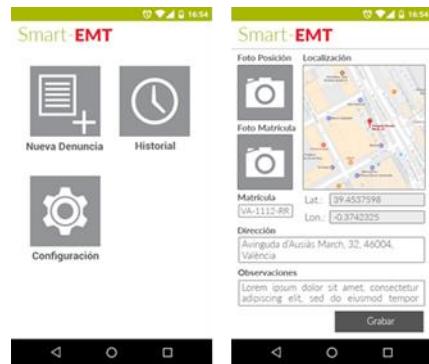 16:54
Smart-EMT
Nueva Denuncia
Historial
Configuración
16:54
Smart-EMT
Foto Posición
Localización
Foto Matrícula
Matrícula
VA-1112-RR
Lat.:
39.4537598
Lon.:
-0.3742325
Dirección
Avinguda d'Ausiàs March, 32, 46004,
València
Observaciones
Lorem ipsum dolor sit amet, consectetur
adipiscing elit, sed do eiusmod tempor
Grabar